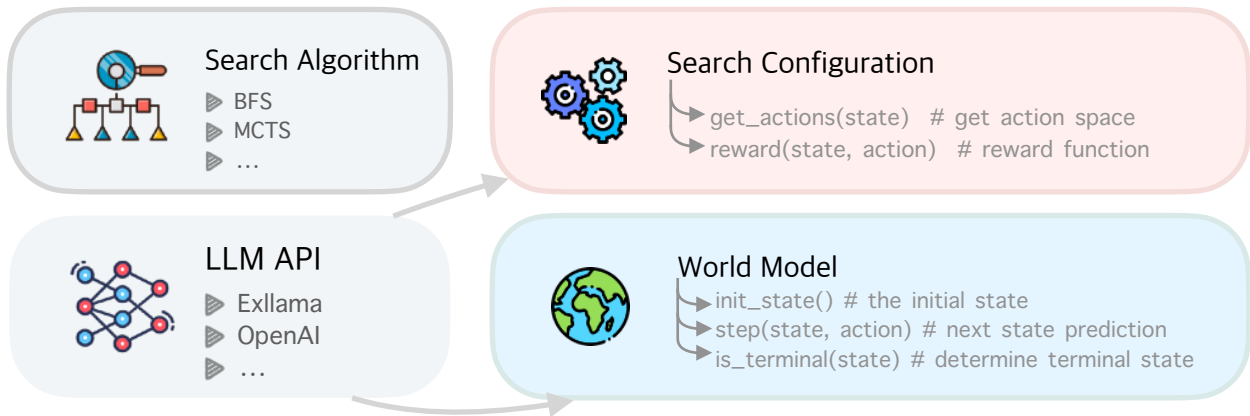 Search Algorithm
BFS
MCTS
...
Search Configuration
get_actions(state) # get action space
reward(state, action) # reward function
LLM API
Exllama
OpenAI
...
World Model
init_state() # the initial state
step(state, action) # next state prediction
is_terminal(state) # determine terminal state